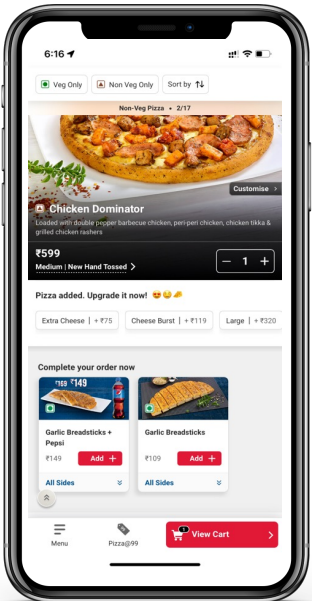 6:16
Veg Only
Non Veg Only
Sort by
Non-Veg Pizza • 2/17
Customise >
Chicken Dominator
Loaded with double pepper barbecue chicken, peri-peri chicken, chicken tikka &
grilled chicken rashers
₹599
Medium | New Hand Tossed >
− 1 +
Pizza added. Upgrade it now! 😍😋🧀
Extra Cheese | + ₹75
Cheese Burst | + ₹119
Large | + ₹320
Complete your order now
₹169 ₹149
Garlic Breadsticks +
Pepsi
₹149
Add +
All Sides
Garlic Breadsticks
₹109
Add +
All Sides
Menu
Pizza@99
1
View Cart >